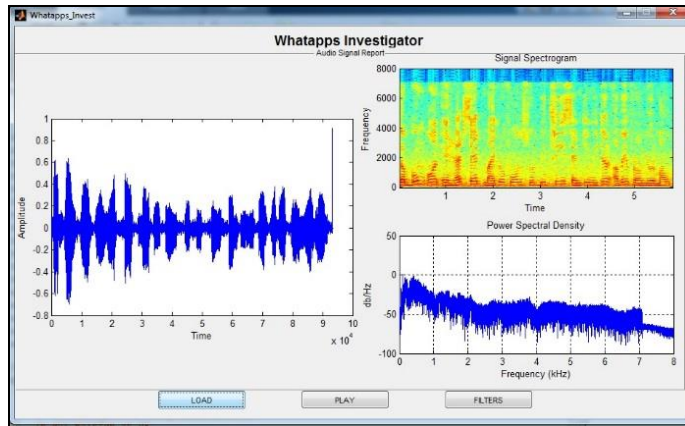 Whatapps_Invest
Whatapps Investigator
Audio Signal Report
1
0.8
0.6
0.4
0.2
0
-0.2
-0.4
-0.6
-0.8
Amplitude
0 1 2 3 4 5 6 7 8 9 10
Time
x 10⁴
Signal Spectrogram
8000
6000
4000
2000
0
Frequency
1 2 3 4 5
Time
Power Spectral Density
50
0
-50
-100
db/Hz
0 1 2 3 4 5 6 7 8
Frequency (kHz)
LOAD PLAY FILTERS